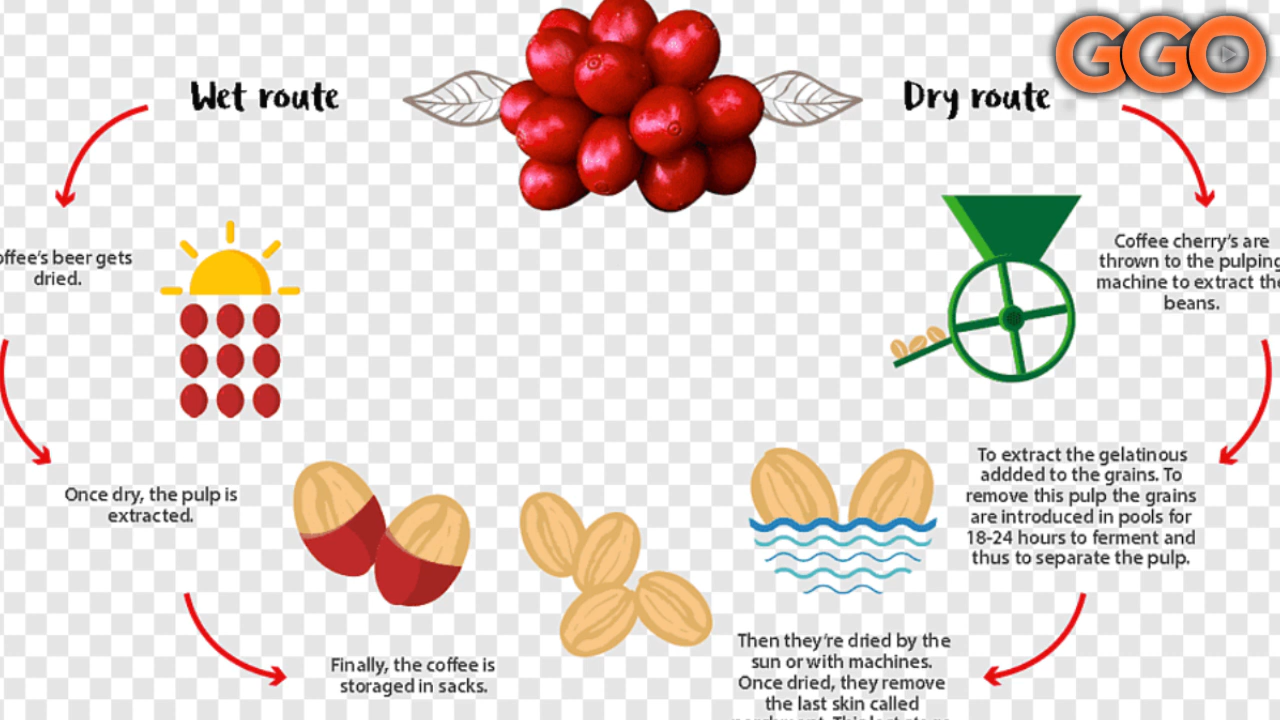 Wet route
Dry route
GGO
offee's beer gets
dried.
Coffee cherry's are
thrown to the pulping
machine to extract the
beans.
Once dry, the pulp is
extracted.
To extract the gelatinous
addded to the grains. To
remove this pulp the grains
are introduced in pools for
18-24 hours to ferment and
thus to separate the pulp.
Finally, the coffee is
storaged in sacks.
Then they're dried by the
sun or with machines.
Once dried, they remove
the last skin called